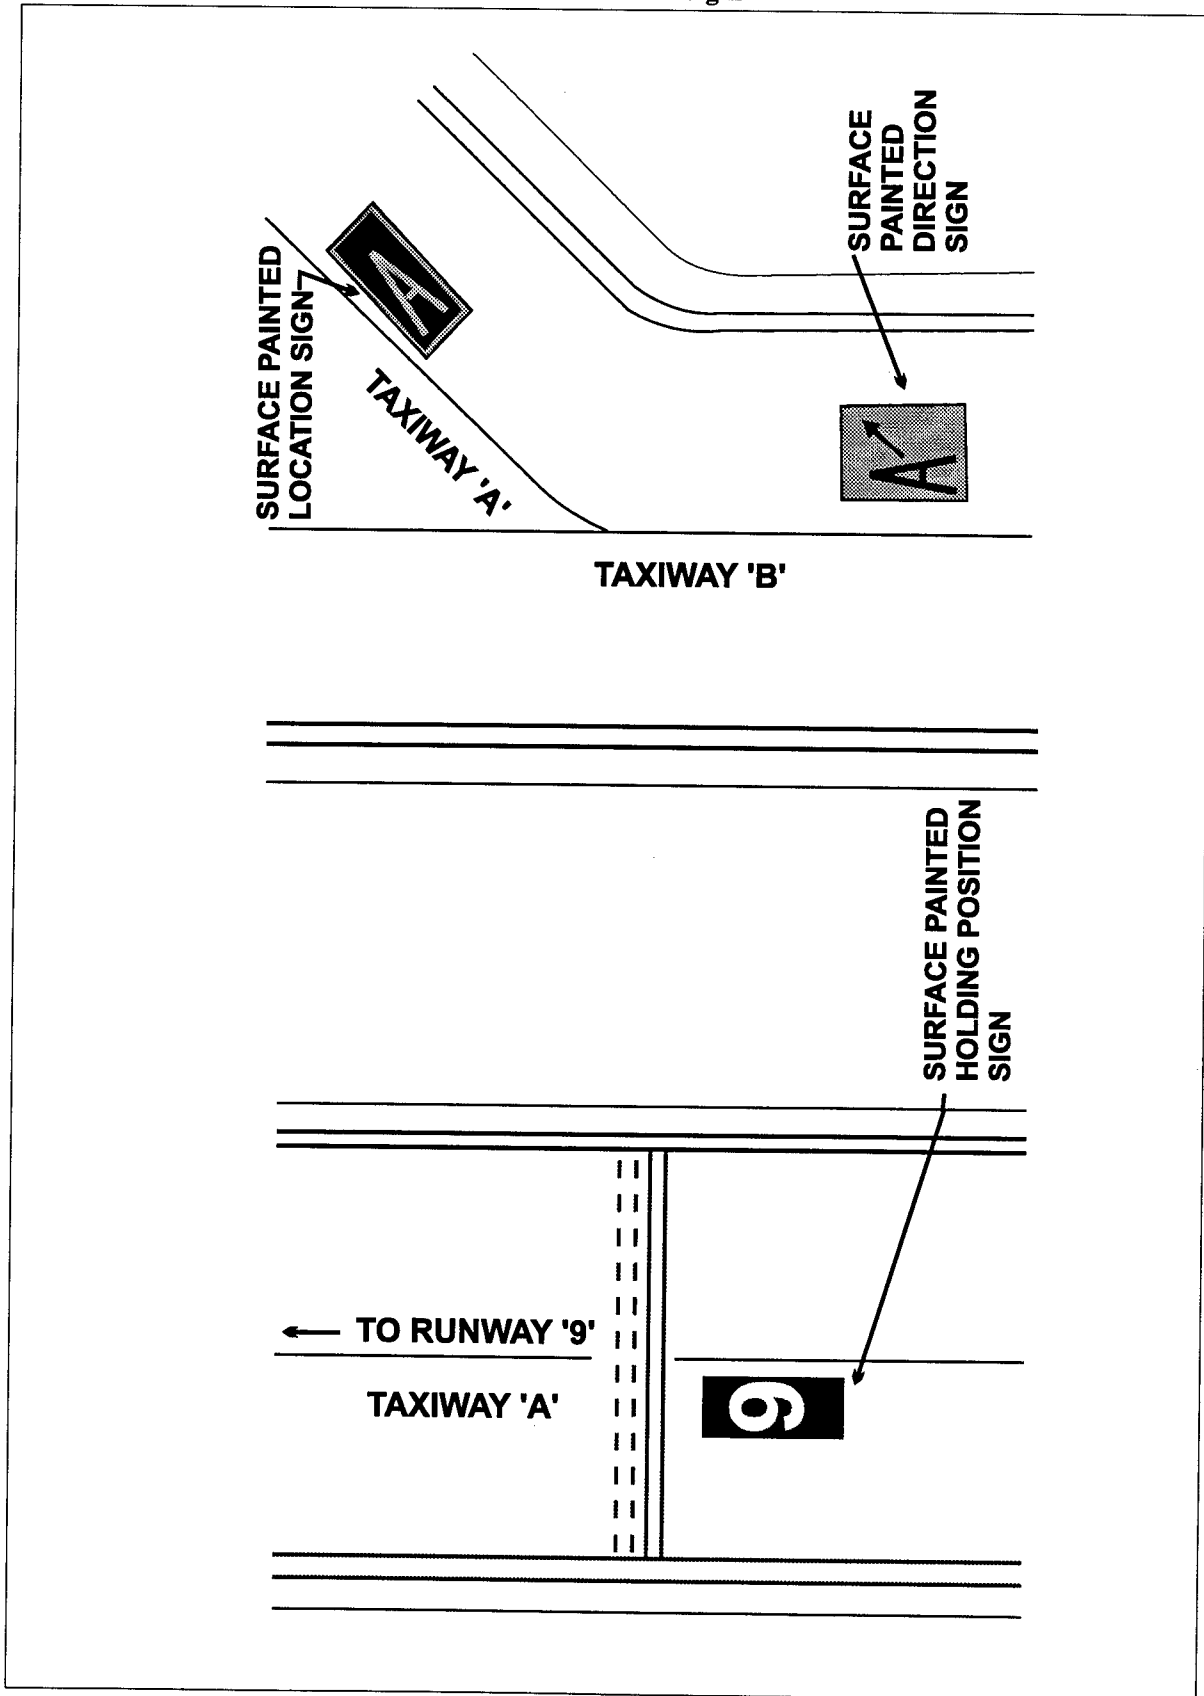 SURFACE PAINTED
LOCATION SIGN
A
TAXIWAY 'A'
SURFACE
PAINTED
DIRECTION
SIGN
A
TAXIWAY 'B'
SURFACE PAINTED
HOLDING POSITION
SIGN
TO RUNWAY '9'
TAXIWAY 'A'
9